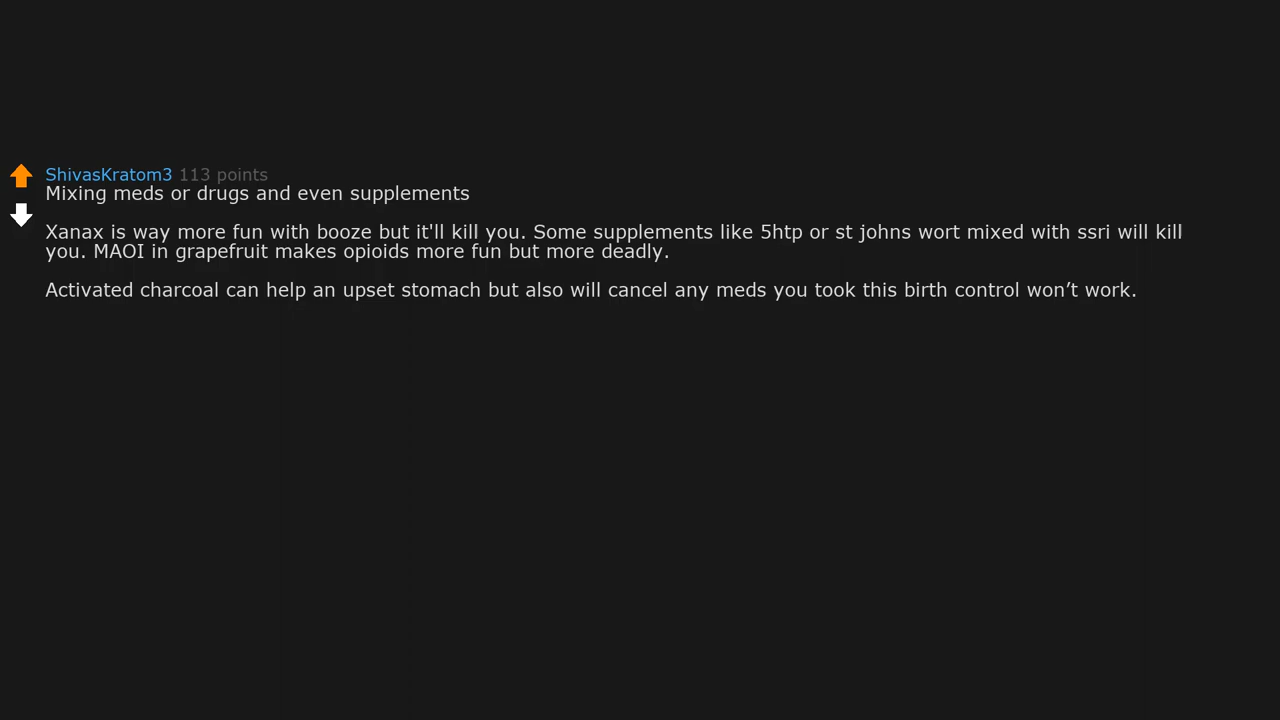 ShivasKratom3 113 points
Mixing meds or drugs and even supplements
Xanax is way more fun with booze but it'll kill you. Some supplements like 5htp or st johns wort mixed with ssri will kill
you. MAOI in grapefruit makes opioids more fun but more deadly.
Activated charcoal can help an upset stomach but also will cancel any meds you took this birth control won’t work.